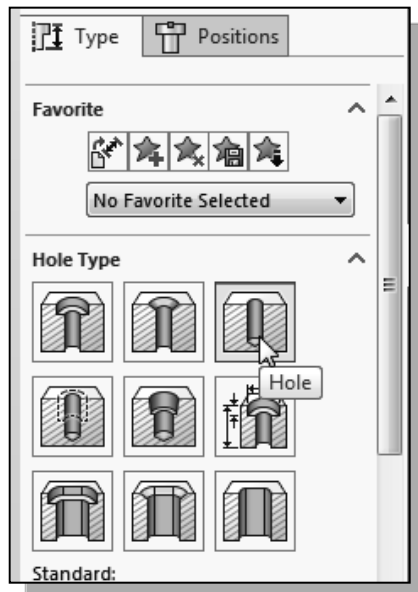 Type Positions
Favorite
No Favorite Selected
Hole Type
Hole
Standard: